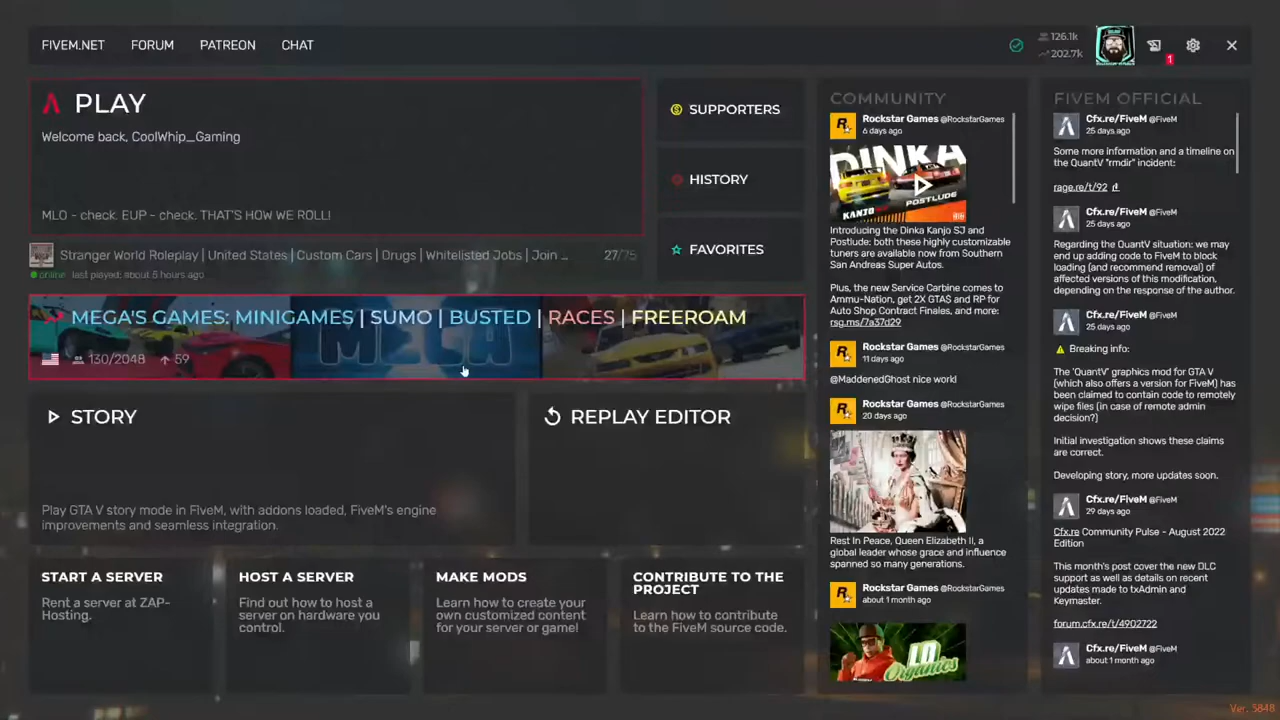 FIVEM.NET
FORUM
PATREON
CHAT
126.1k
202.7k
1
PLAY
Welcome back, CoolWhip_Gaming
MLO - check. EUP - check. THAT'S HOW WE ROLL!
Stranger World Roleplay | United States | Custom Cars | Drugs | Whitelisted Jobs | Join ...
27/75
online last played: about 5 hours ago
SUPPORTERS
HISTORY
FAVORITES
MEGA'S GAMES: MINIGAMES | SUMO | BUSTED | RACES | FREEROAM
MEGA
130/2048
59
STORY
Play GTA V story mode in FiveM, with addons loaded, FiveM's engine
improvements and seamless integration.
REPLAY EDITOR
START A SERVER
Rent a server at ZAP-
Hosting.
HOST A SERVER
Find out how to host a
server on hardware you
control.
MAKE MODS
Learn how to create your
own customized content
for your server or game!
CONTRIBUTE TO THE
PROJECT
Learn how to contribute
to the FiveM source code.
COMMUNITY
Rockstar Games @RockstarGames
6 days ago
DINKA
KANJO SJ
POSTLUDE
Introducing the Dinka Kanjo SJ and
Postlude: both these highly customizable
tuners are available now from Southern
San Andreas Super Autos.
Plus, the new Service Carbine comes to
Ammu-Nation, get 2X GTA$ and RP for
Auto Shop Contract Finales, and more:
rsg.ms/7a37d29
Rockstar Games @RockstarGames
11 days ago
@MaddenedGhost nice work!
Rockstar Games @RockstarGames
20 days ago
Rest In Peace, Queen Elizabeth II, a
global leader whose grace and influence
spanned so many generations.
Rockstar Games @RockstarGames
about 1 month ago
LD
Organics
FIVEM OFFICIAL
Cfx.re/FiveM @FiveM
25 days ago
Some more information and a timeline on
the QuantV "rmdir" incident:
rage.re/t/92
Cfx.re/FiveM @FiveM
25 days ago
Regarding the QuantV situation: we may
end up adding code to FiveM to block
loading (and recommend removal) of
affected versions of this modification,
depending on the response of the author.
Cfx.re/FiveM @FiveM
25 days ago
Breaking info:
The 'QuantV' graphics mod for GTA V
(which also offers a version for FiveM) has
been claimed to contain code to remotely
wipe files (in case of remote admin
decision?)
Initial investigation shows these claims
are correct.
Developing story, more updates soon.
Cfx.re/FiveM @FiveM
29 days ago
Cfx.re Community Pulse - August 2022
Edition
This month's post cover the new DLC
support as well as details on recent
updates made to txAdmin and
Keymaster.
forum.cfx.re/t/4902722
Cfx.re/FiveM @FiveM
about 1 month ago
Ver. 5848